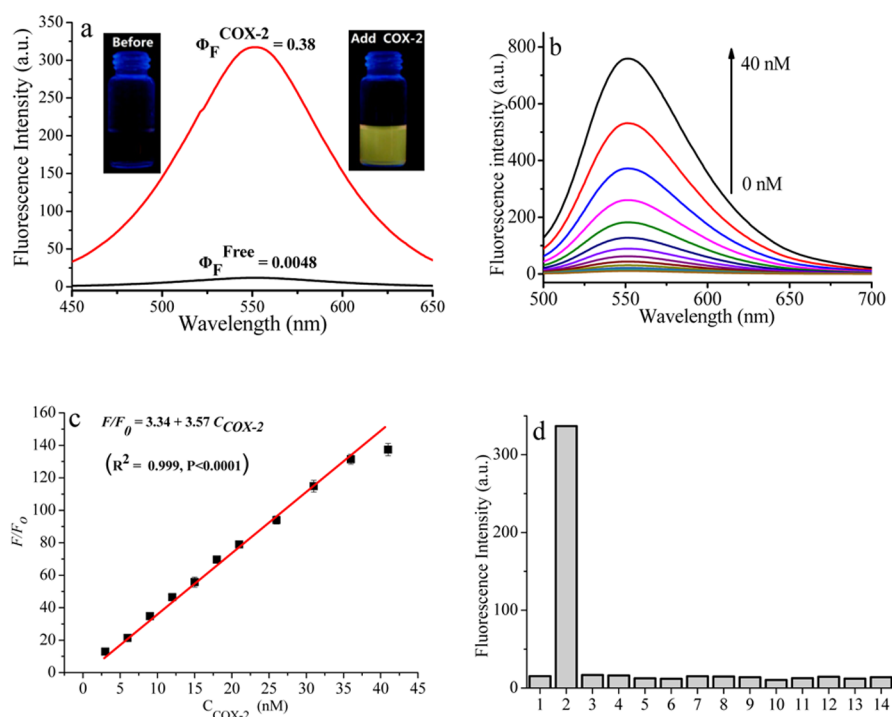 a
Before
Φ_F^COX-2 = 0.38
Add COX-2
Φ_F^Free = 0.0048
Fluorescence Intensity (a.u.)
350
300
250
200
150
100
50
0
450 500 550 600 650
Wavelength (nm)
b
40 nM
0 nM
Fluorescence intensity (a.u.)
800
600
400
200
0
500 550 600 650 700
Wavelength (nm)
c
F/F_0 = 3.34 + 3.57 C_COX-2
(R^2 = 0.999, P<0.0001)
F/F_o
160
140
120
100
80
60
40
20
0
0 5 10 15 20 25 30 35 40 45
C_COX-2 (nM)
d
Fluorescence Intensity (a.u.)
300
200
100
0
1 2 3 4 5 6 7 8 9 10 11 12 13 14